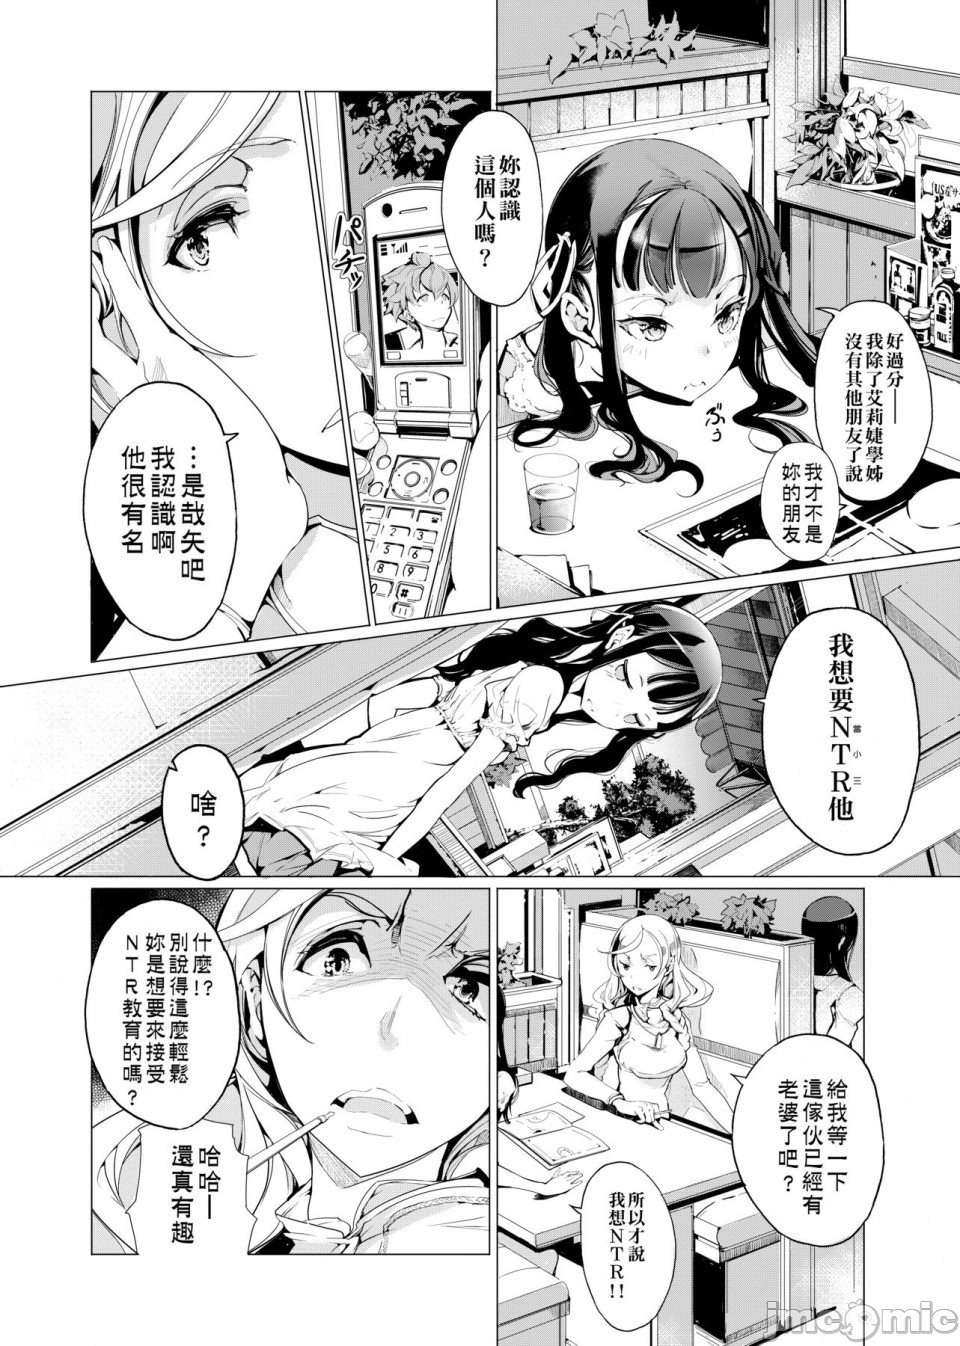 好過分——
我除了艾莉婕學姊
沒有其他朋友了說
我才不是
妳的朋友
ぶぅ
妳認識
這個人嗎？
パチッ
…是哉矢吧
我認識啊
他很有名
我想要NTR他
當小三
啥？
給我等一下
這傢伙已經有
老婆了吧？
所以才說
我想NTR!!
什麼!?
別說得這麼輕鬆!!
妳是想要來接受
NTR教育的嗎？
哈哈——
還真有趣
jmcomic